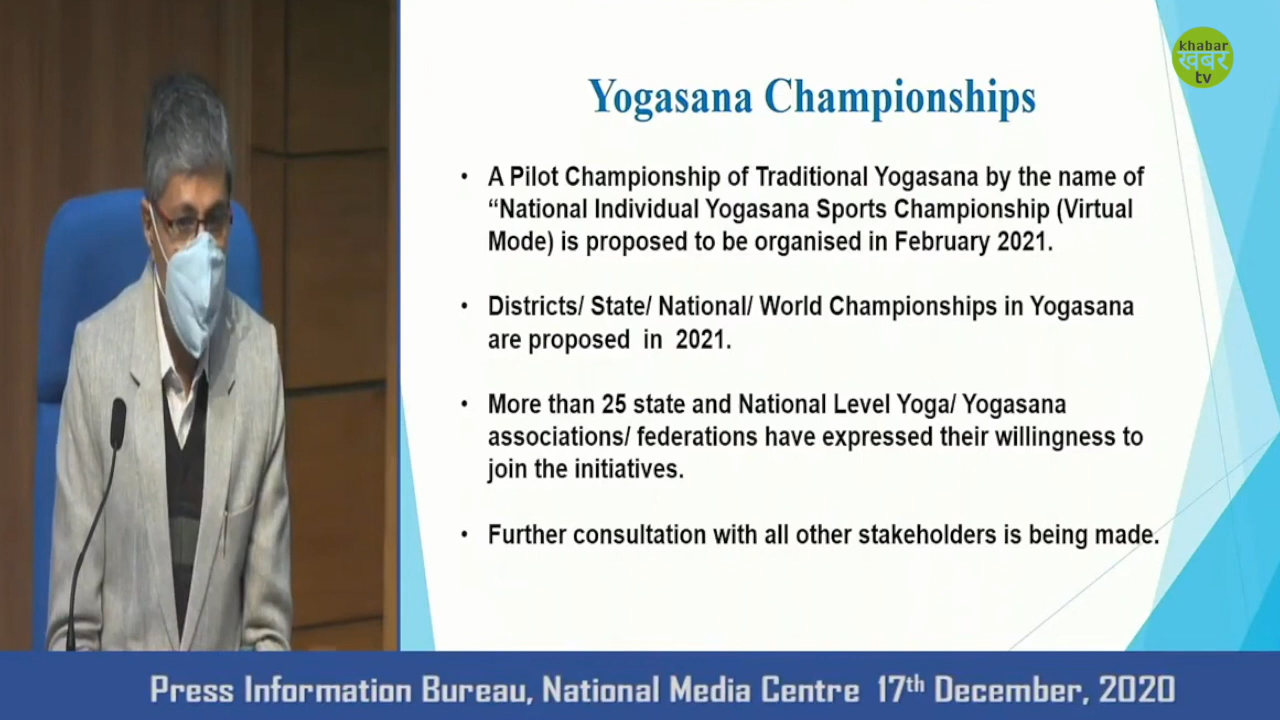 khabar
खबर
tv
Yogasana Championships
• A Pilot Championship of Traditional Yogasana by the name of
“National Individual Yogasana Sports Championship (Virtual
Mode) is proposed to be organised in February 2021.
• Districts/ State/ National/ World Championships in Yogasana
are proposed in 2021.
• More than 25 state and National Level Yoga/ Yogasana
associations/ federations have expressed their willingness to
join the initiatives.
• Further consultation with all other stakeholders is being made.
Press Information Bureau, National Media Centre 17th December, 2020